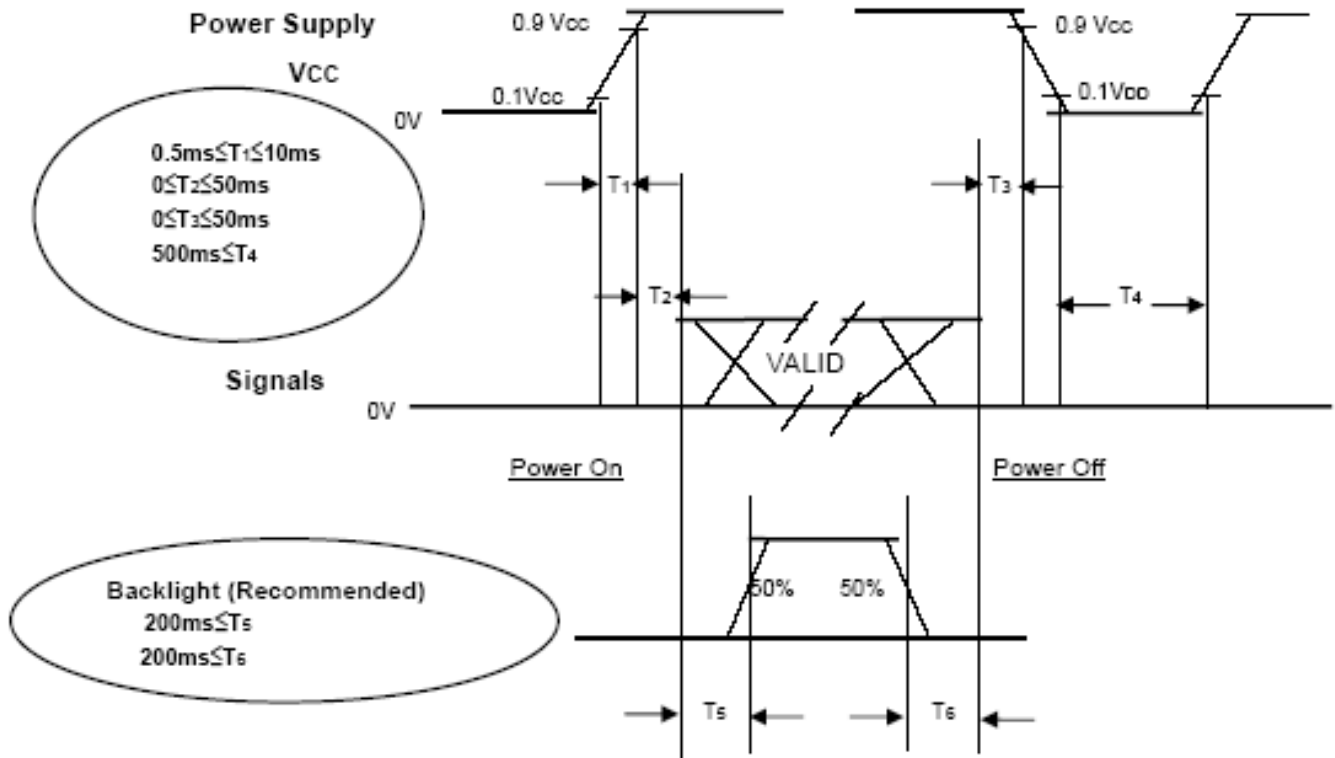 Power Supply
VCC
0.9 VCC
0.9 VCC
0.1VCC
0.1VDD
0V
0.5ms≤T1≤10ms
0≤T2≤50ms
0≤T3≤50ms
500ms≤T4
T1
T3
T2
T4
VALID
Signals
0V
Power On
Power Off
Backlight (Recommended)
200ms≤T5
200ms≤T6
50%
50%
T5
T6